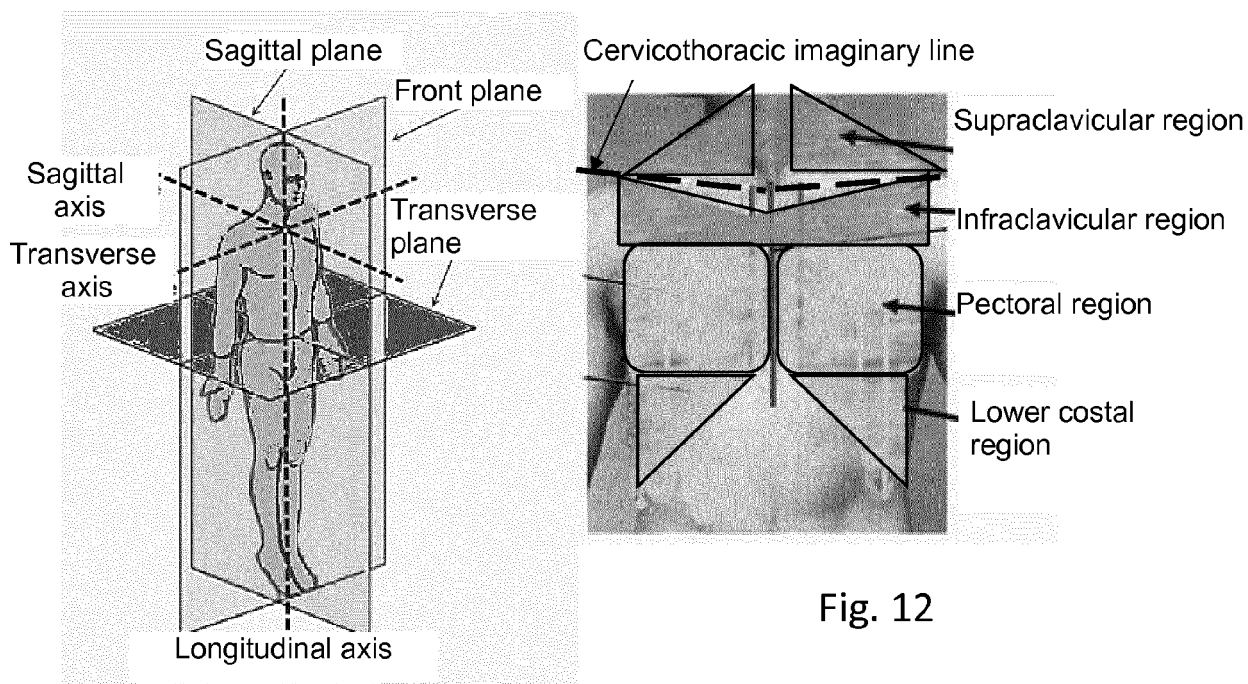 Sagittal plane
Front plane
Sagittal
axis
Transverse
axis
Transverse
plane
Longitudinal axis
Cervicothoracic imaginary line
Supraclavicular region
Infraclavicular region
Pectoral region
Lower costal
region
Fig. 12